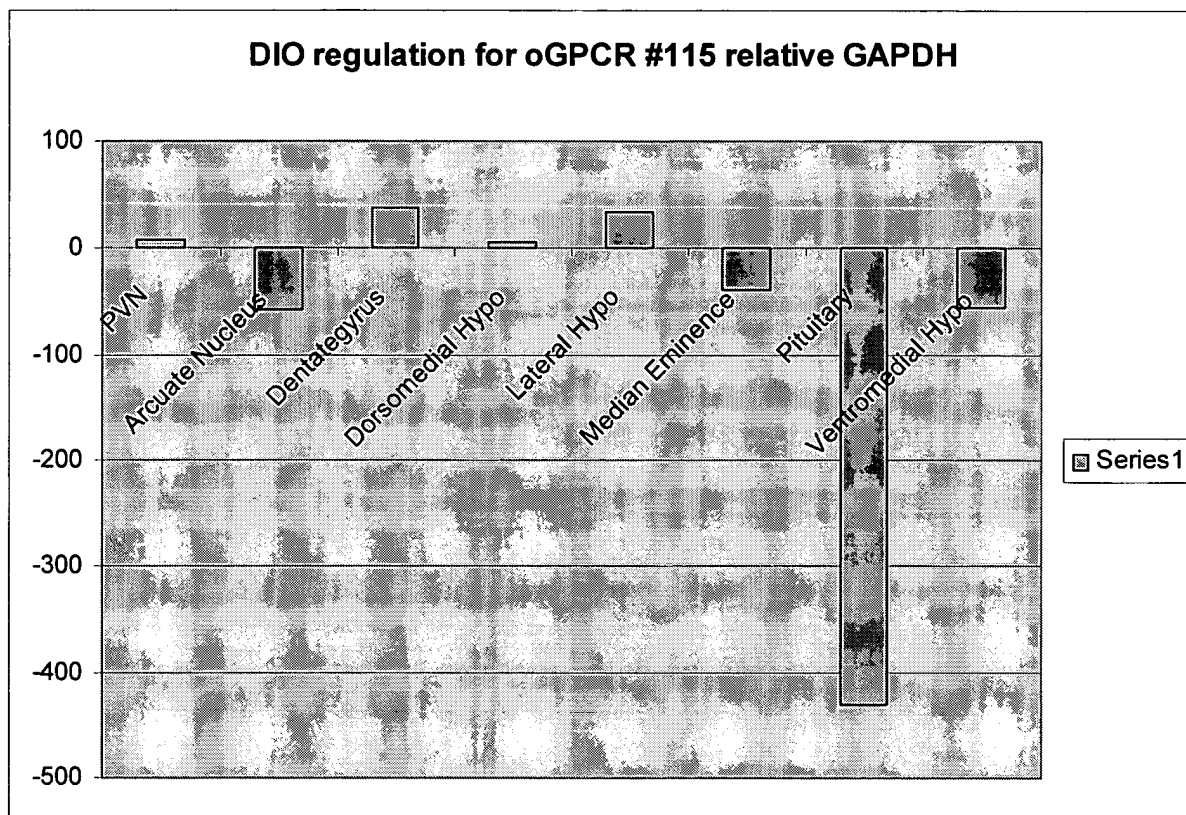 DIO regulation for oGPCR #115 relative GAPDH
100
0
-100
-200
-300
-400
-500
PVN
Arcuate Nucleus
Dentategyrus
Dorsomedial Hypo
Lateral Hypo
Median Eminence
Pituitary
Ventromedial Hypo
Series1